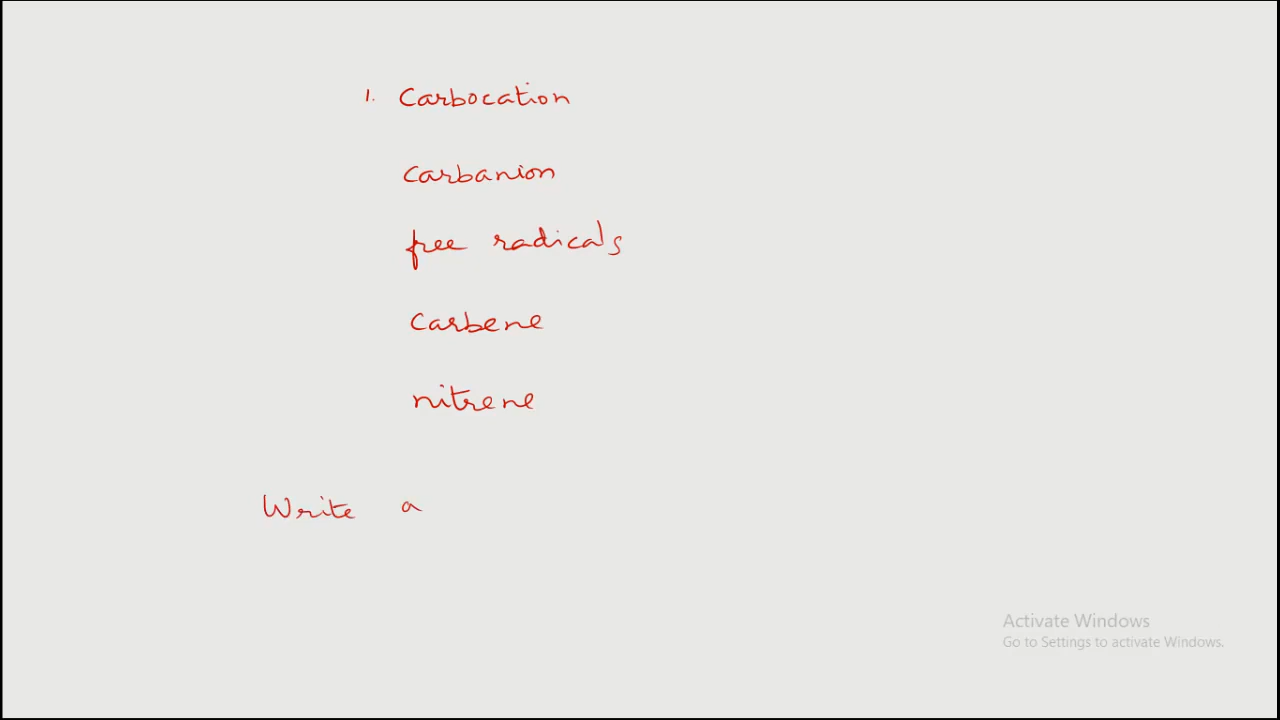 1. Carbocation
Carbanion
free radicals
Carbene
nitrene
Write a
Activate Windows
Go to Settings to activate Windows.